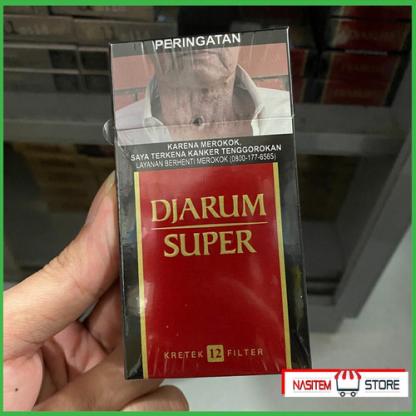 PERINGATAN
KARENA MEROKOK,
SAYA TERKENA KANKER TENGGOROKAN
LAYANAN BERHENTI MEROKOK (0800-177-6565)
DJARUM
SUPER
KRETEK 12 FILTER
NASITEM STORE